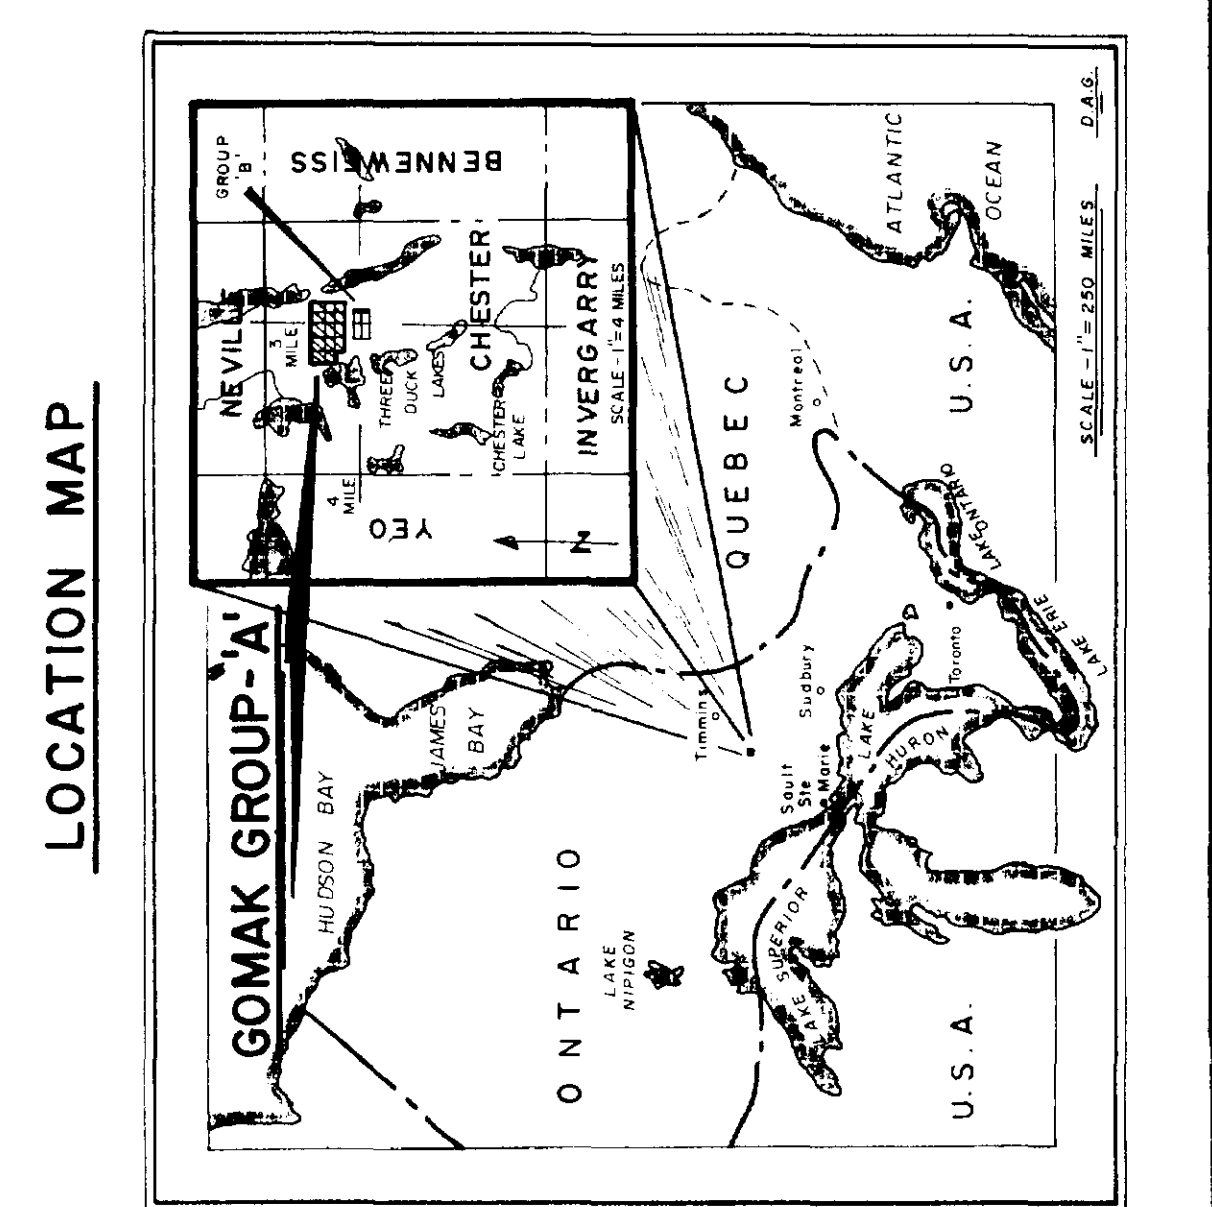 LOCATION MAP
GOMAK GROUP-'A'
GROUP
'B'
NEVILLE
BENNEWEISS
3
MILE
4
MILE
THREE
DUCK
LAKES
CHESTER
CHESTER
LAKE
YEO
INVERGARRY
SCALE - 1"=4 MILES
N
HUDSON BAY
JAMES
BAY
ONTARIO
QUEBEC
LAKE
NIPIGON
Timmins
Sudbury
Sault
Ste
Marie
Montreal
Toronto
LAKE SUPERIOR
LAKE
HURON
LAKE ONTARIO
LAKE ERIE
U.S.A.
U.S.A.
ATLANTIC
OCEAN
SCALE - 1"= 250 MILES
D.A.G.